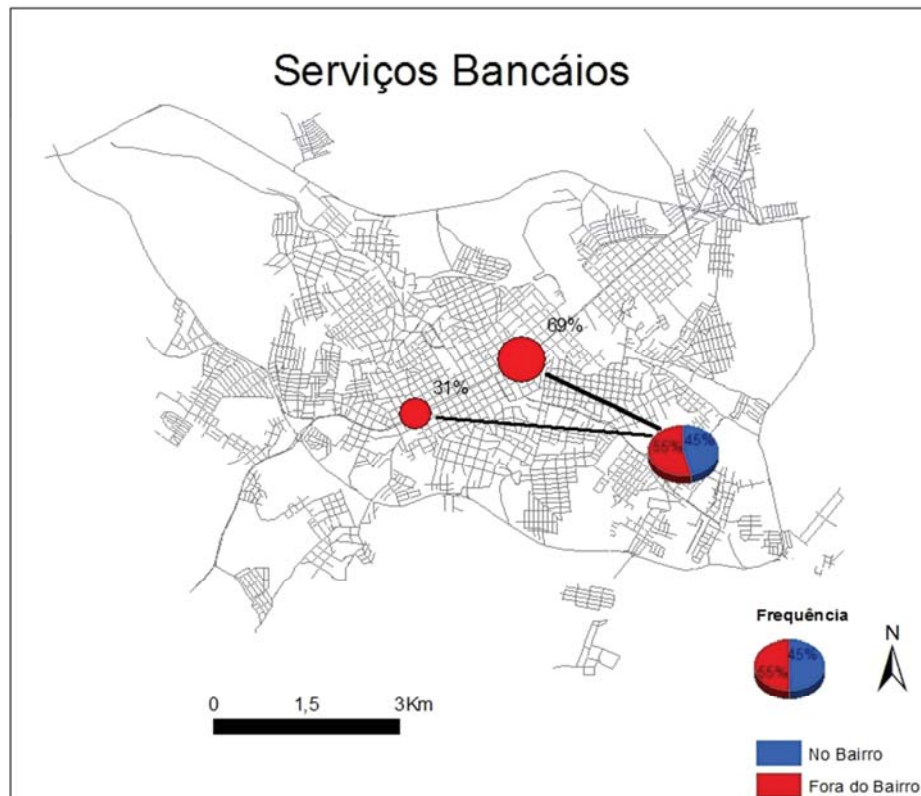 Serviços Bancáios
69%
31%
55% 45%
Frequência
N
45%
55%
0 1,5 3Km
No Bairro
Fora do Bairro